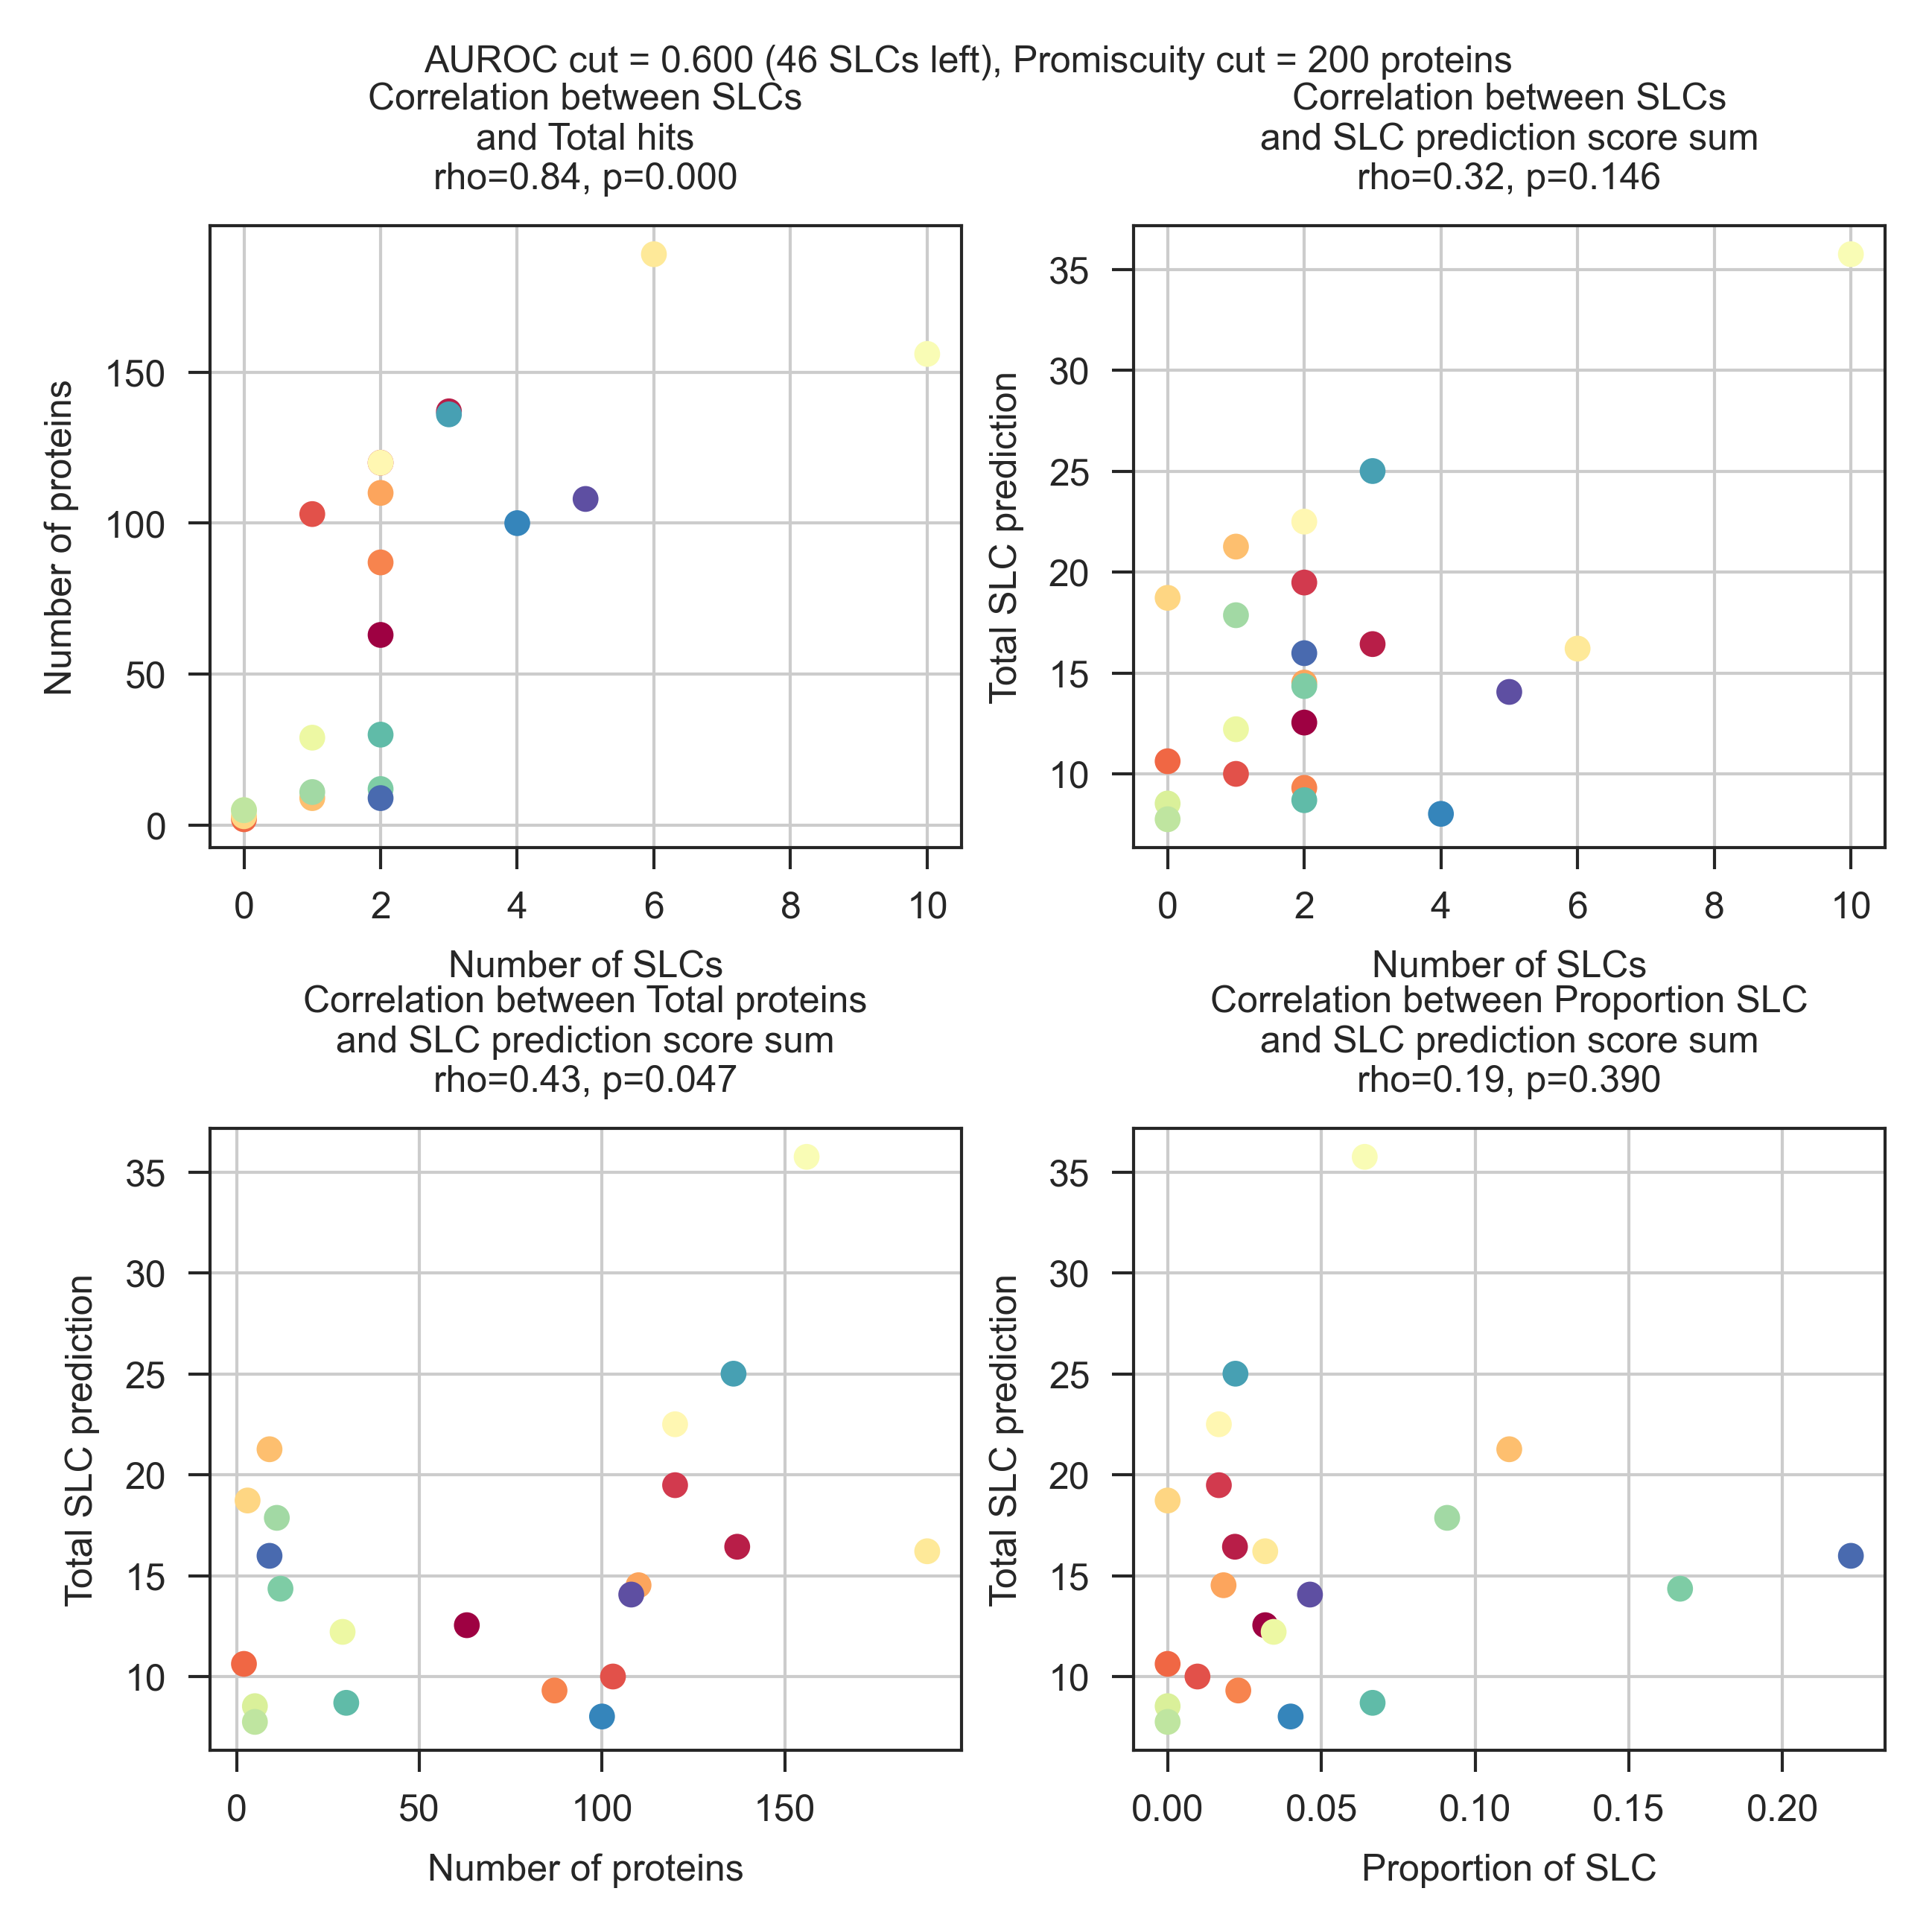 AUROC cut = 0.600 (46 SLCs left), Promiscuity cut = 200 proteins
Correlation between SLCs
and Total hits
rho=0.84, p=0.000
Number of proteins
150
100
50
0
0 2 4 6 8 10
Number of SLCs
Correlation between SLCs
and SLC prediction score sum
rho=0.32, p=0.146
Total SLC prediction
35
30
25
20
15
10
0 2 4 6 8 10
Number of SLCs
Correlation between Total proteins
and SLC prediction score sum
rho=0.43, p=0.047
Total SLC prediction
35
30
25
20
15
10
0 50 100 150
Number of proteins
Correlation between Proportion SLC
and SLC prediction score sum
rho=0.19, p=0.390
Total SLC prediction
35
30
25
20
15
10
0.00 0.05 0.10 0.15 0.20
Proportion of SLC